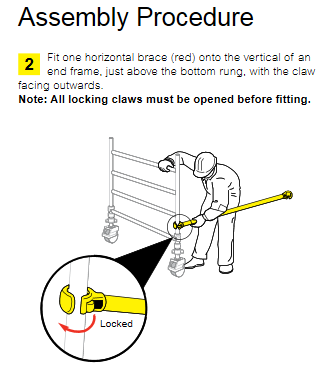 Assembly Procedure
2
Fit one horizontal brace (red) onto the vertical of an
end frame, just above the bottom rung, with the claw
facing outwards.
Note: All locking claws must be opened before fitting.
Locked